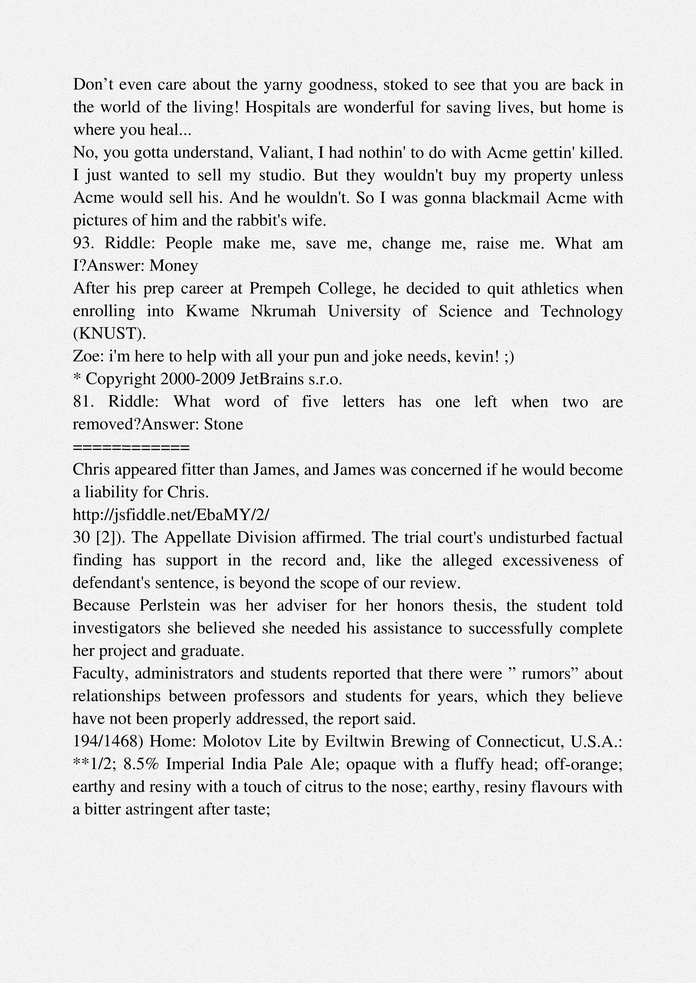 Don’t even care about the yarny goodness, stoked to see that you are back in
the world of the living! Hospitals are wonderful for saving lives, but home is
where you heal...
No, you gotta understand, Valiant, I had nothin' to do with Acme gettin' killed.
I just wanted to sell my studio. But they wouldn't buy my property unless
Acme would sell his. And he wouldn't. So I was gonna blackmail Acme with
pictures of him and the rabbit's wife.
93. Riddle: People make me, save me, change me, raise me. What am
I?Answer: Money
After his prep career at Prempeh College, he decided to quit athletics when
enrolling into Kwame Nkrumah University of Science and Technology
(KNUST).
Zoe: i'm here to help with all your pun and joke needs, kevin! ;)
* Copyright 2000-2009 JetBrains s.r.o.
81. Riddle: What word of five letters has one left when two are
removed?Answer: Stone
============
Chris appeared fitter than James, and James was concerned if he would become
a liability for Chris.
http://jsfiddle.net/EbaMY/2/
30 [2]). The Appellate Division affirmed. The trial court's undisturbed factual
finding has support in the record and, like the alleged excessiveness of
defendant's sentence, is beyond the scope of our review.
Because Perlstein was her adviser for her honors thesis, the student told
investigators she believed she needed his assistance to successfully complete
her project and graduate.
Faculty, administrators and students reported that there were ” rumors” about
relationships between professors and students for years, which they believe
have not been properly addressed, the report said.
194/1468) Home: Molotov Lite by Eviltwin Brewing of Connecticut, U.S.A.:
**1/2; 8.5% Imperial India Pale Ale; opaque with a fluffy head; off-orange;
earthy and resiny with a touch of citrus to the nose; earthy, resiny flavours with
a bitter astringent after taste;